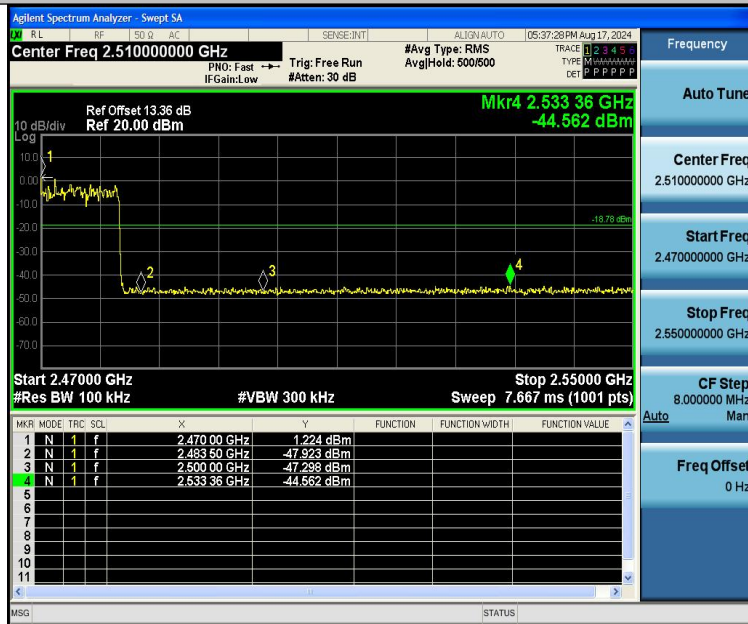 Agilent Spectrum Analyzer - Swept SA
LXI RL RF 50 Ω AC SENSE:INT ALIGN AUTO 05:37:28 PM Aug 17, 2024
Center Freq 2.510000000 GHz #Avg Type: RMS TRACE 1 2 3 4 5 6
PNO: Fast Trig: Free Run Avg|Hold: 500/500 TYPE M
IFGain:Low #Atten: 30 dB DET P P P P P P
Mkr4 2.533 36 GHz
-44.562 dBm
Ref Offset 13.36 dB
10 dB/div Ref 20.00 dBm
Log
10.0
0.00
-10.0
-20.0
-30.0
-40.0
-50.0
-60.0
-70.0
1
2
3
4
-18.78 dBm
Start 2.47000 GHz Stop 2.55000 GHz
#Res BW 100 kHz #VBW 300 kHz Sweep 7.667 ms (1001 pts)
MKR MODE TRC SCL X Y FUNCTION FUNCTION WIDTH FUNCTION VALUE
1 N 1 f 2.470 00 GHz 1.224 dBm
2 N 1 f 2.483 50 GHz -47.923 dBm
3 N 1 f 2.500 00 GHz -47.298 dBm
4 N 1 f 2.533 36 GHz -44.562 dBm
5
6
7
8
9
10
11
MSG STATUS
Frequency
Auto Tune
Center Freq
2.510000000 GHz
Start Freq
2.470000000 GHz
Stop Freq
2.550000000 GHz
CF Step
8.000000 MHz
Auto Man
Freq Offset
0 Hz